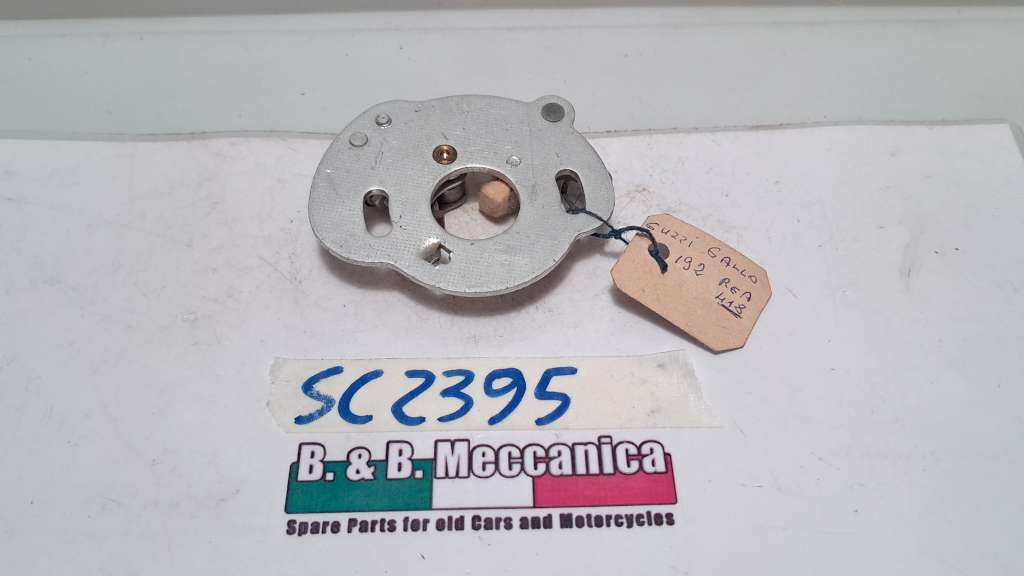 GUZZI GALLO
192 REA
418
SC2395
B. & B. Meccanica
Spare Parts for old Cars and Motorcycles